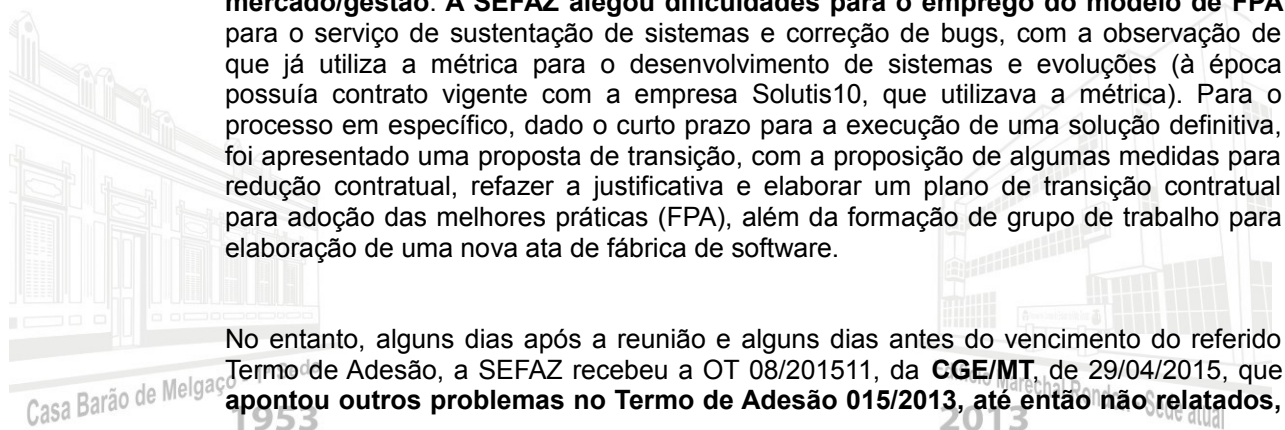 mercado/gestão. A SEFAZ alegou dificuldades para o emprego do modelo de FPA
para o serviço de sustentação de sistemas e correção de bugs, com a observação de
que já utiliza a métrica para o desenvolvimento de sistemas e evoluções (à época
possuía contrato vigente com a empresa Solutis10, que utilizava a métrica). Para o
processo em específico, dado o curto prazo para a execução de uma solução definitiva,
foi apresentado uma proposta de transição, com a proposição de algumas medidas para
redução contratual, refazer a justificativa e elaborar um plano de transição contratual
para adoção das melhores práticas (FPA), além da formação de grupo de trabalho para
elaboração de uma nova ata de fábrica de software.
No entanto, alguns dias após a reunião e alguns dias antes do vencimento do referido
Termo de Adesão, a SEFAZ recebeu a OT 08/201511, da CGE/MT, de 29/04/2015, que
apontou outros problemas no Termo de Adesão 015/2013, até então não relatados,
Casa Barão de Melgaço
1953
Marechal Rondon - Sede atual
2013